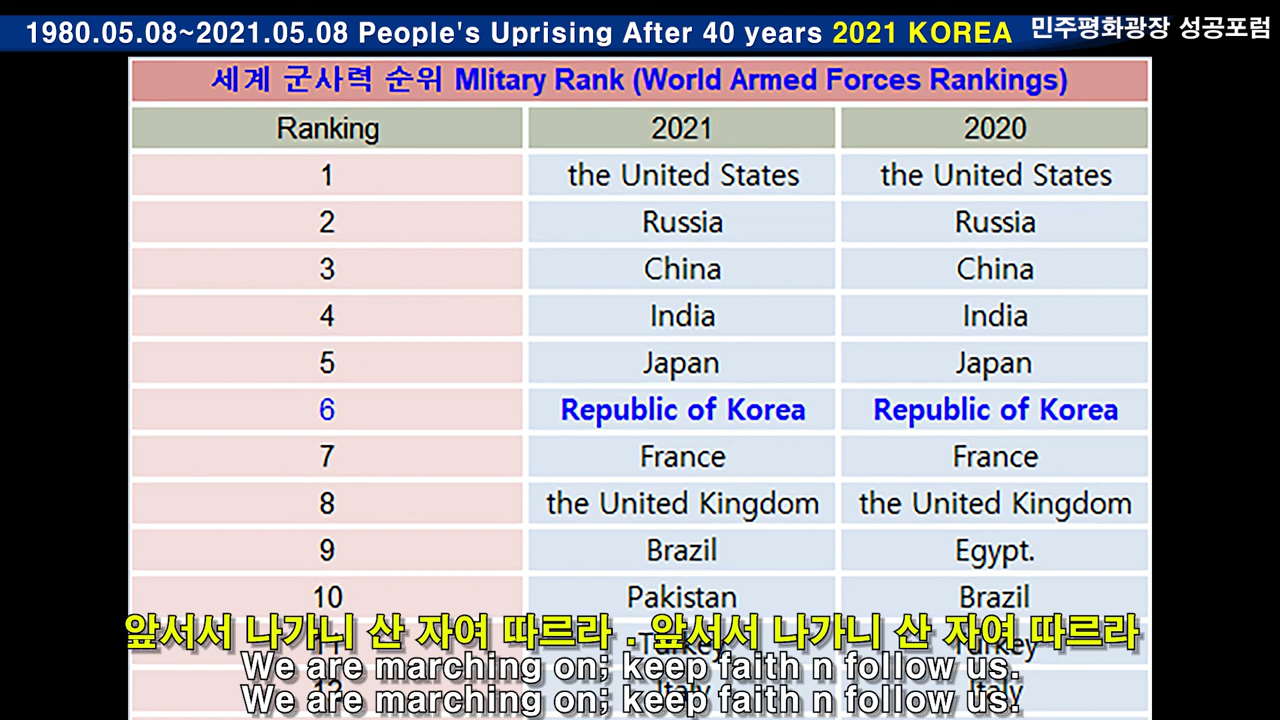 1980.05.08~2021.05.08 People's Uprising After 40 years 2021 KOREA 민주평화광장 성공포럼
세계 군사력 순위 Mlitary Rank (World Armed Forces Rankings)
Ranking 2021 2020
1 the United States the United States
2 Russia Russia
3 China China
4 India India
5 Japan Japan
6 Republic of Korea Republic of Korea
7 France France
8 the United Kingdom the United Kingdom
9 Brazil Egypt.
10 Pakistan Brazil
앞서서 나가니 산 자여 따르라 . 앞서서 나가니 산 자여 따르라
11 Turkey Turkey
We are marching on; keep faith n follow us.
12 Italy Italy
We are marching on; keep faith n follow us!